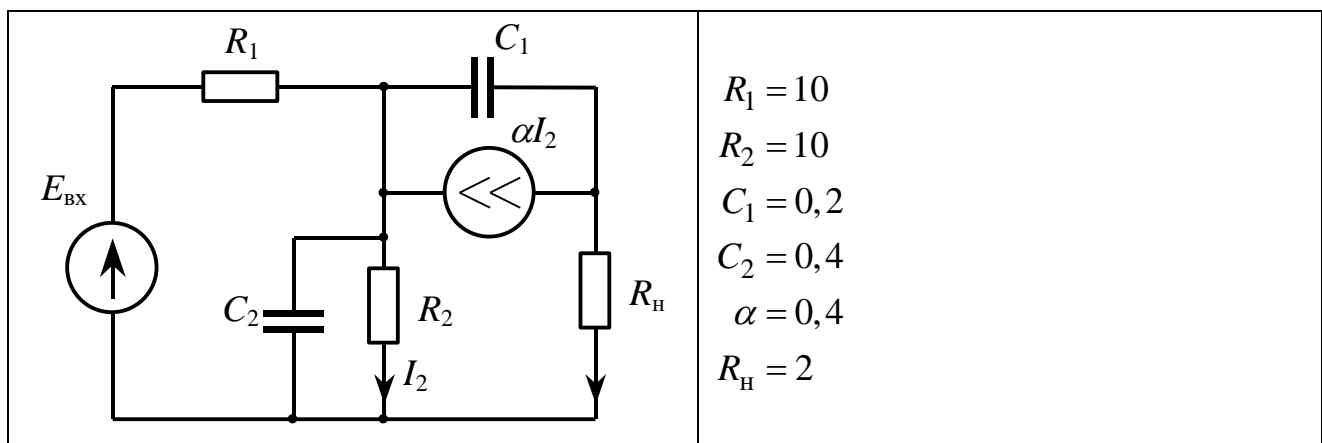 R₁
C₁
αI₂
Eвх
C₂
R₂
Rн
I₂
R₁ = 10
R₂ = 10
C₁ = 0,2
C₂ = 0,4
α = 0,4
Rн = 2